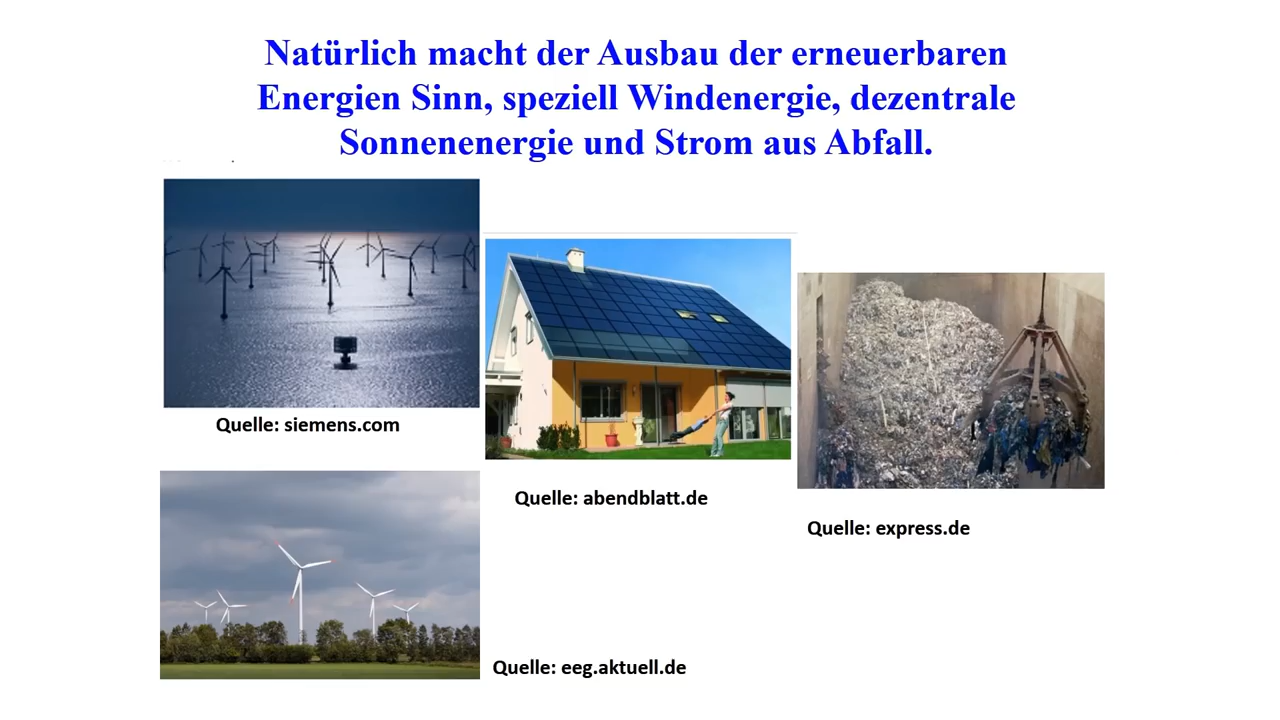 Natürlich macht der Ausbau der erneuerbaren
Energien Sinn, speziell Windenergie, dezentrale
Sonnenenergie und Strom aus Abfall.
Quelle: siemens.com
Quelle: abendblatt.de
Quelle: express.de
Quelle: eeg.aktuell.de